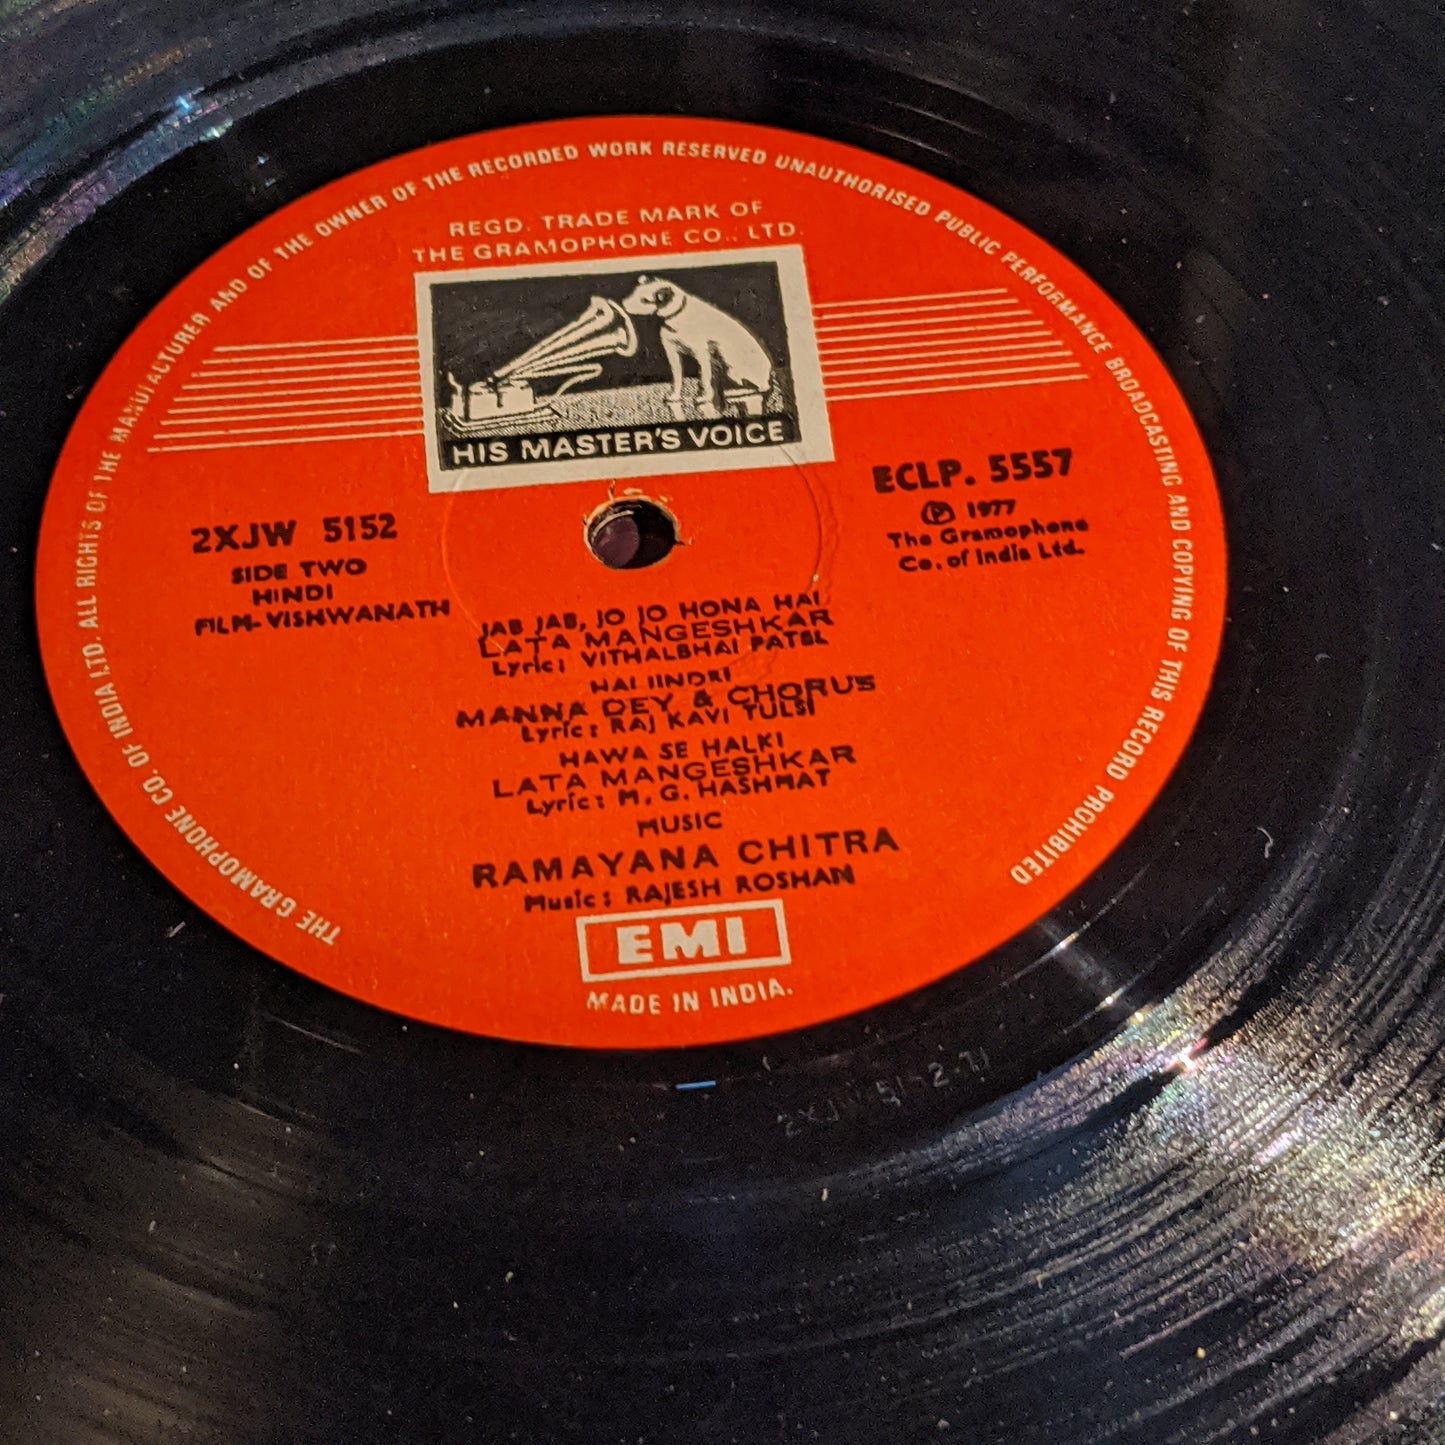 THE GRAMOPHONE CO. OF INDIA LTD. ALL RIGHTS OF THE MANUFACTURER AND OF THE OWNER OF THE RECORDED WORK RESERVED UNAUTHORISED PUBLIC PERFORMANCE BROADCASTING AND COPYING OF THIS RECORD PROHIBITED
REGD. TRADE MARK OF
THE GRAMOPHONE CO., LTD.
HIS MASTER'S VOICE
2XJW 5152
SIDE TWO
HINDI
FILM-VISHWANATH
ECLP. 5557
Ⓟ 1977
The Gramophone
Co. of India Ltd.
JAB JAB, JO JO HONA HAI
LATA MANGESHKAR
Lyric: VITHALBHAI PATEL
HAI JINDRI
MANNA DEY & CHORUS
Lyric: RAJ KAVI TULSI
HAWA SE HALKI
LATA MANGESHKAR
Lyric: M. G. HASHMAT
MUSIC
RAMAYANA CHITRA
Music: RAJESH ROSHAN
EMI
MADE IN INDIA.